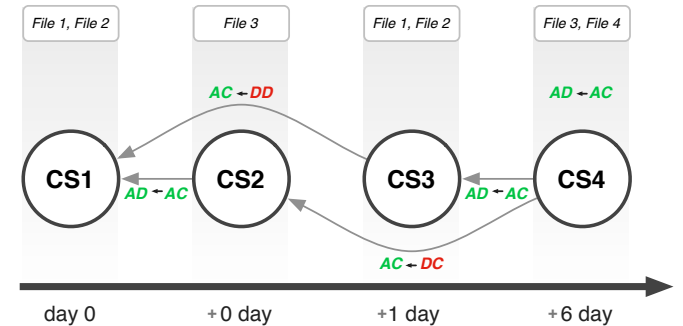 File 1, File 2
File 3
File 1, File 2
File 3, File 4
AC ← DD
AD ← AC
CS1
CS2
CS3
CS4
AD ← AC
AD ← AC
AC ← DC
day 0
+0 day
+1 day
+6 day